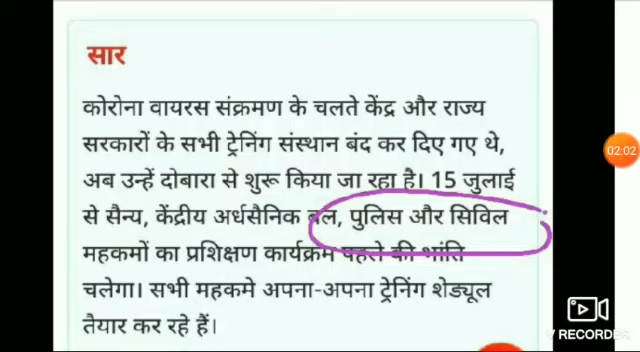 सार
कोरोना वायरस संक्रमण के चलते केंद्र और राज्य
सरकारों के सभी ट्रेनिंग संस्थान बंद कर दिए गए थे,
अब उन्हें दोबारा से शुरू किया जा रहा है। 15 जुलाई
से सैन्य, केंद्रीय अर्धसैनिक बल, पुलिस और सिविल
महकमों का प्रशिक्षण कार्यक्रम पहले की भांति
चलेगा। सभी महकमे अपना-अपना ट्रेनिंग शेड्यूल
तैयार कर रहे हैं।
02:02
V RECORDER